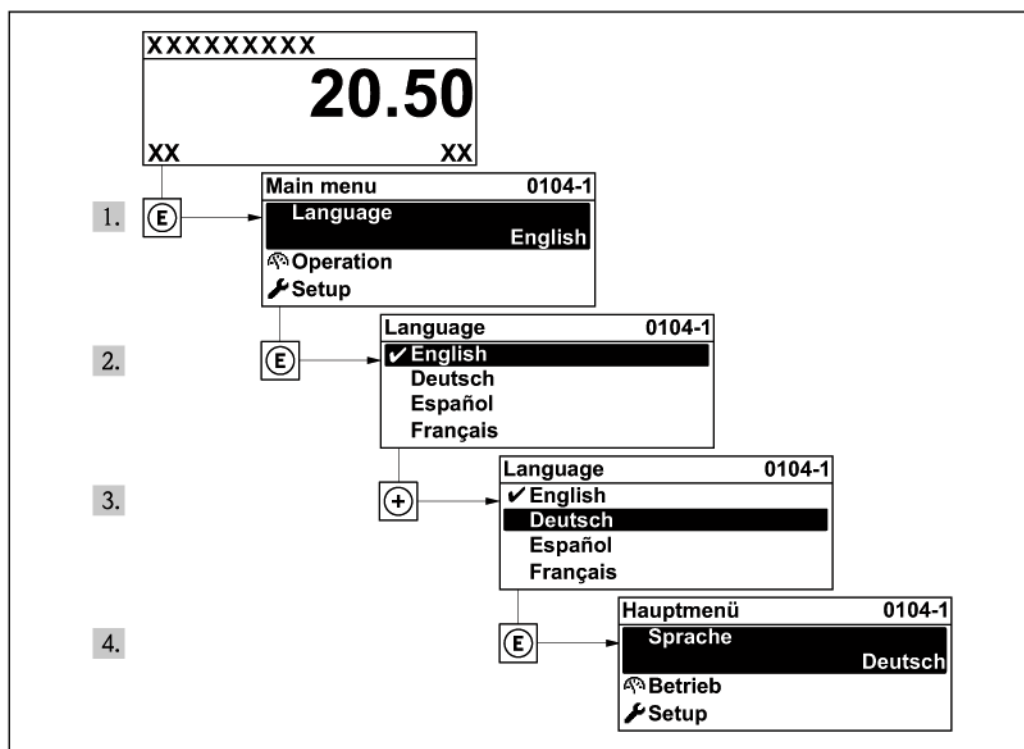 XXXXXXXXX
20.50
XX XX
1. E
Main menu 0104-1
Language
English
Operation
Setup
2. E
Language 0104-1
✔English
Deutsch
Español
Français
3. +
Language 0104-1
✔English
Deutsch
Español
Français
4. E
Hauptmenü 0104-1
Sprache
Deutsch
Betrieb
Setup